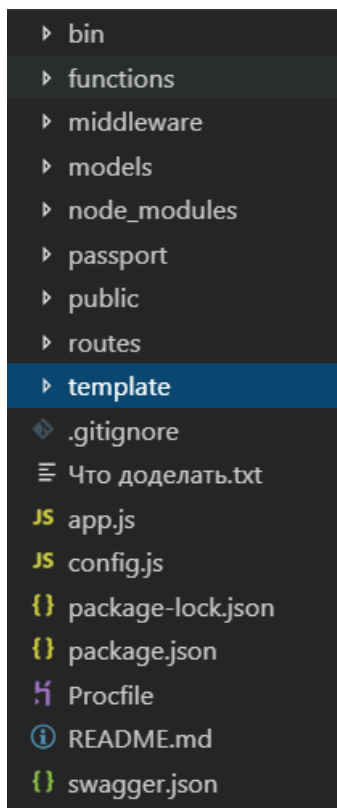 bin
functions
middleware
models
node_modules
passport
public
routes
template
.gitignore
Что доделать.txt
JS app.js
JS config.js
{} package-lock.json
{} package.json
Procfile
README.md
{} swagger.json